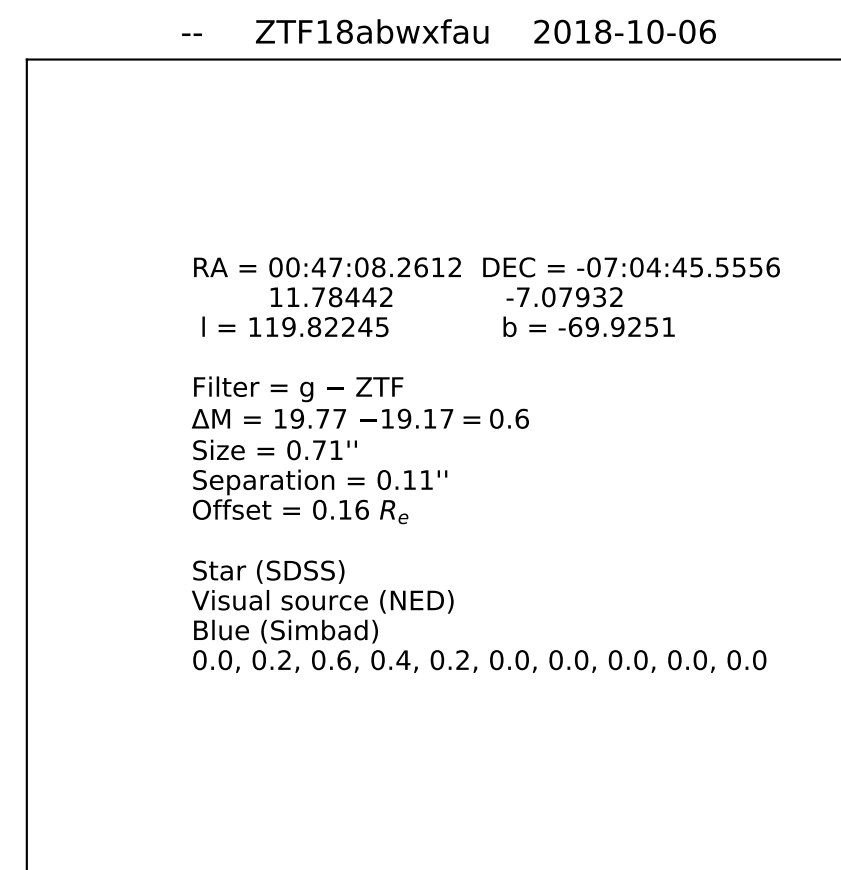 -- ZTF18abwxfau 2018-10-06
RA = 00:47:08.2612 DEC = -07:04:45.5556
11.78442 -7.07932
l = 119.82245 b = -69.9251
Filter = g − ZTF
ΔM = 19.77 −19.17 = 0.6
Size = 0.71''
Separation = 0.11''
Offset = 0.16 Re
Star (SDSS)
Visual source (NED)
Blue (Simbad)
0.0, 0.2, 0.6, 0.4, 0.2, 0.0, 0.0, 0.0, 0.0, 0.0